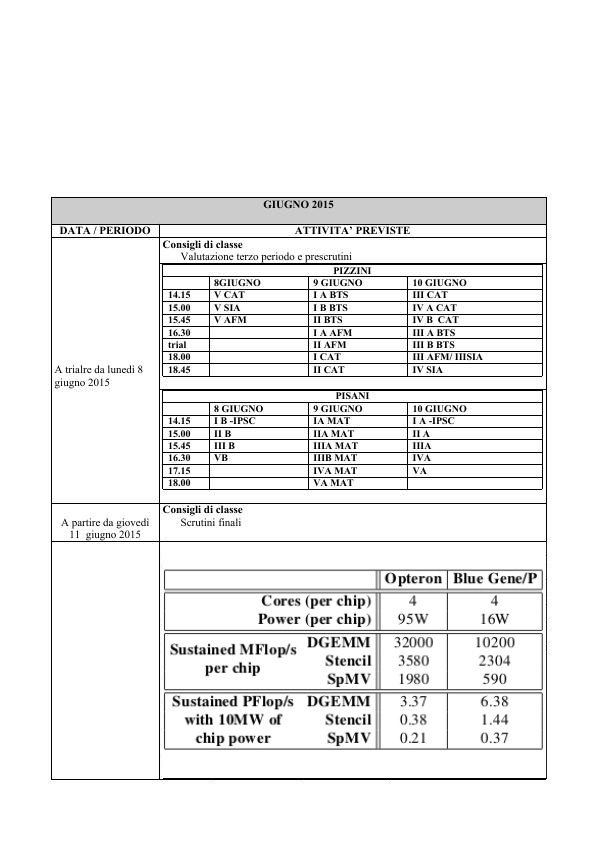 GIUGNO 2015
DATA / PERIODO ATTIVITA' PREVISTE
Consigli di classe
Valutazione terzo periodo e prescrutini
A trialre da lunedì 8
giugno 2015
PIZZINI
8GIUGNO 9 GIUGNO 10 GIUGNO
14.15 V CAT I A BTS III CAT
15.00 V SIA I B BTS IV A CAT
15.45 V AFM II BTS IV B CAT
16.30 I A AFM III A BTS
trial II AFM III B BTS
18.00 I CAT III AFM/ IIISIA
18.45 II CAT IV SIA
PISANI
8 GIUGNO 9 GIUGNO 10 GIUGNO
14.15 I B -IPSC IA MAT I A -IPSC
15.00 II B IIA MAT II A
15.45 III B IIIA MAT IIIA
16.30 VB IIIB MAT IVA
17.15 IVA MAT VA
18.00 VA MAT
A partire da giovedì
11 giugno 2015
Consigli di classe
Scrutini finali
Opteron Blue Gene/P
Cores (per chip) 4 4
Power (per chip) 95W 16W
Sustained MFlop/s
per chip
DGEMM 32000 10200
Stencil 3580 2304
SpMV 1980 590
Sustained PFlop/s
with 10MW of
chip power
DGEMM 3.37 6.38
Stencil 0.38 1.44
SpMV 0.21 0.37